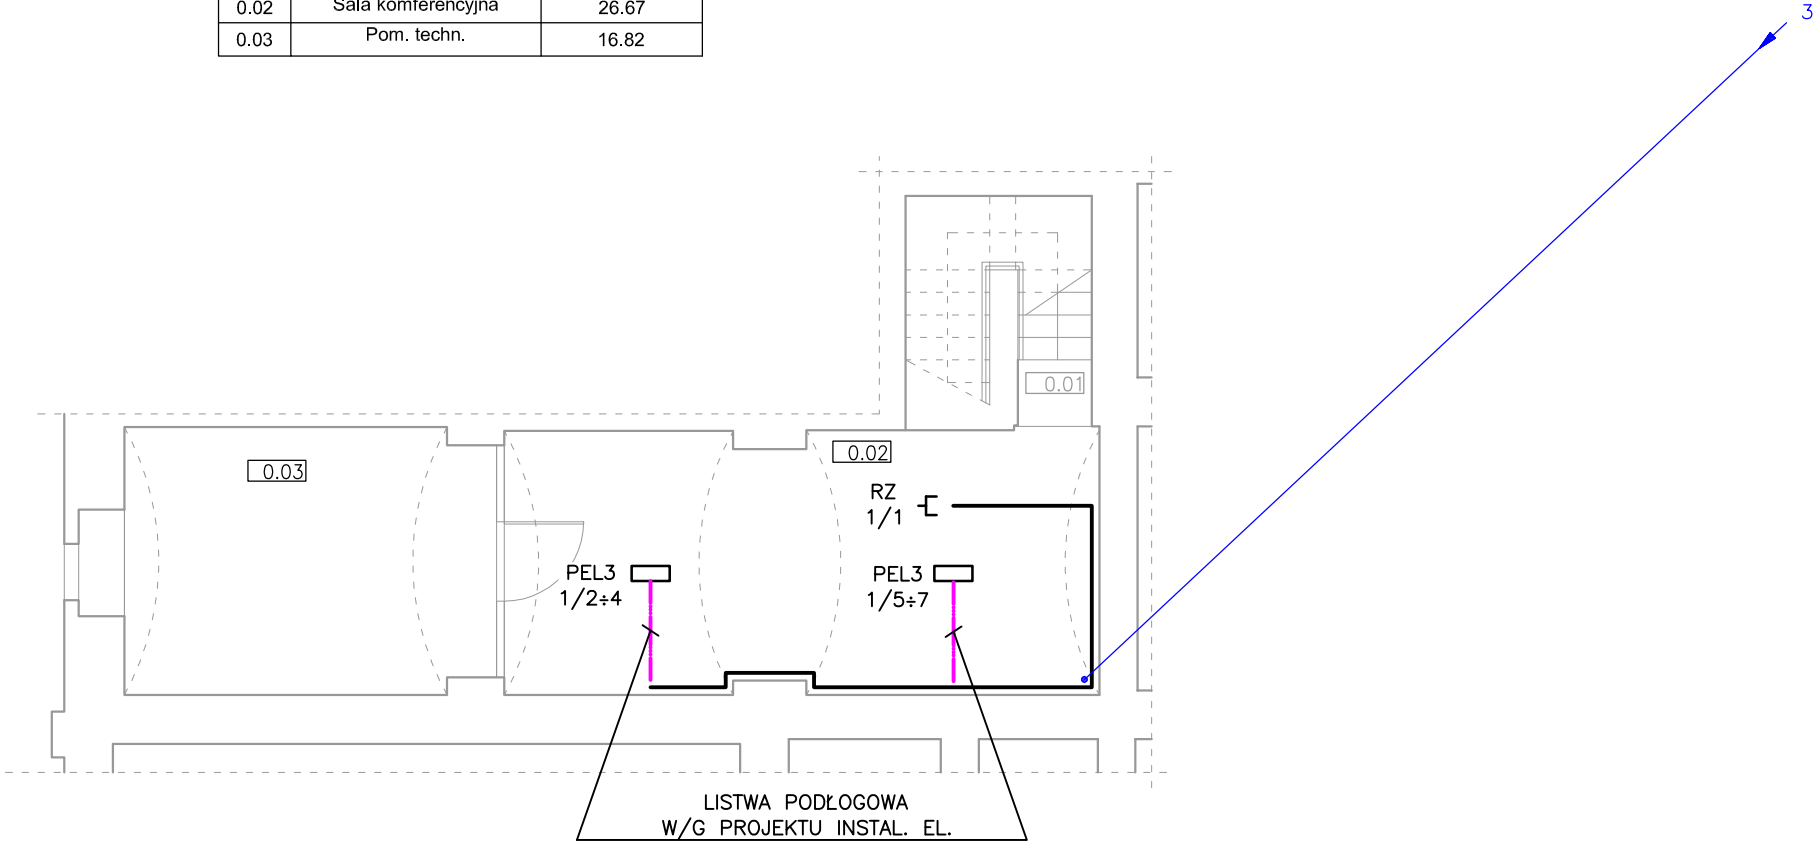 0.02 Sala komferencyjna 26.67
0.03 Pom. techn. 16.82
3
0.01
0.02
0.03
RZ
1/1
PEL3
1/2÷4
PEL3
1/5÷7
LISTWA PODŁOGOWA
W/G PROJEKTU INSTAL. EL.